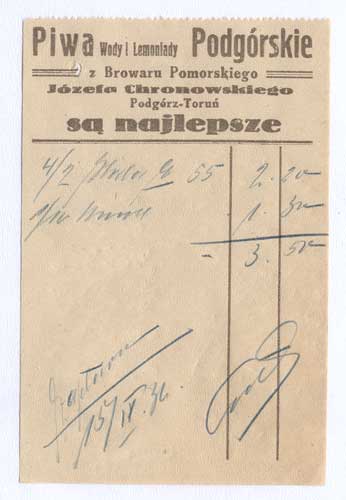 Piwa Wody i Lemoniady Podgórskie
z Browaru Pomorskiego
Józefa Chronowskiego
Podgórz-Toruń
są najlepsze
4/2 55 2. 20
1. 30
3. 50
15/IV. 36